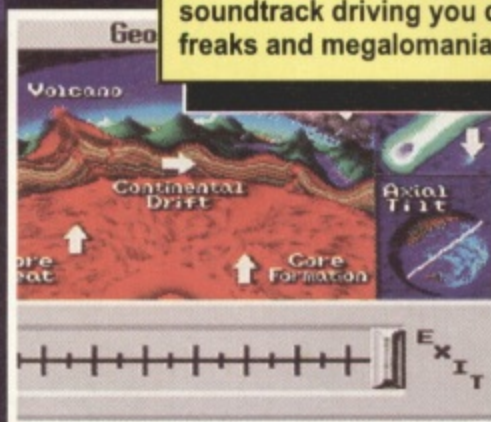 soundtrack driving you
freaks and megalomania
Geo
Volcano
Continental
Drift
Axial
Tilt
ore
eat
Core
Formation
EXIT